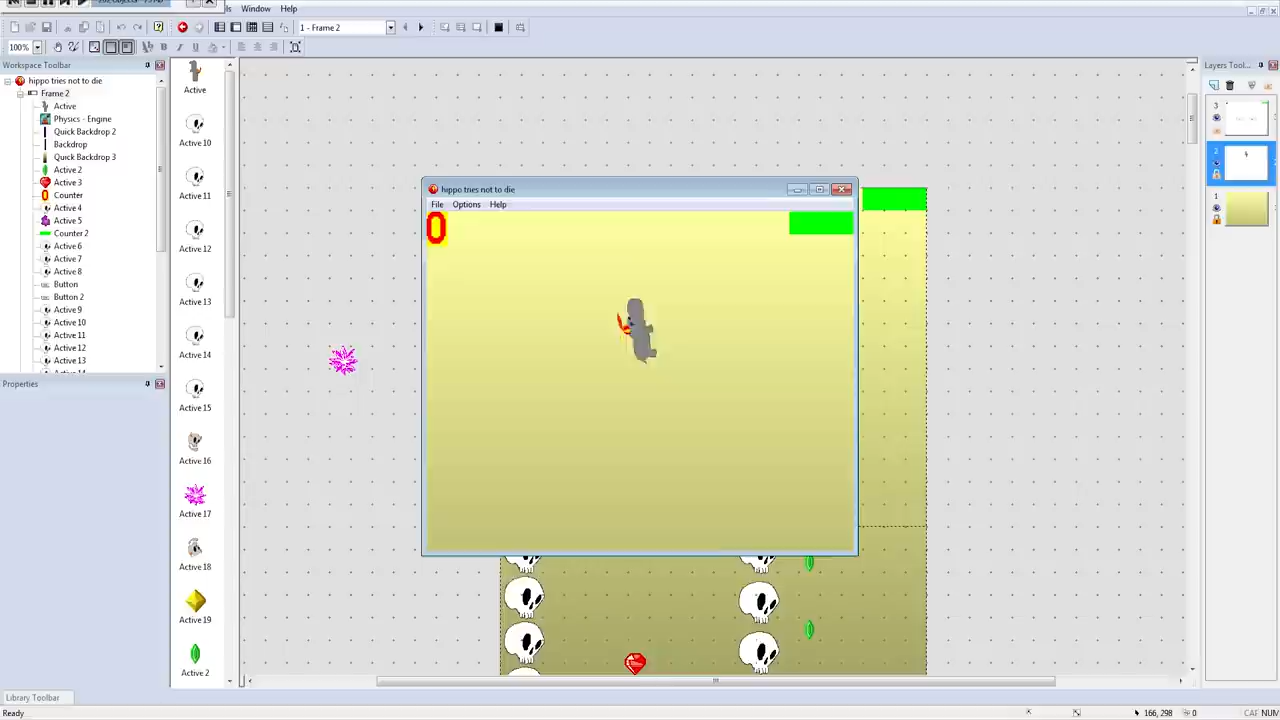 Window Help
1 - Frame 2
100%
Workspace Toolbar
hippo tries not to die
Frame 2
Active
Physics - Engine
Quick Backdrop 2
Backdrop
Quick Backdrop 3
Active 2
Active 3
Counter
Active 4
Active 5
Counter 2
Active 6
Active 7
Active 8
Button
Button 2
Active 9
Active 10
Active 11
Active 12
Active 13
Properties
Library Toolbar
Ready
Active
Active 10
Active 11
Active 12
Active 13
Active 14
Active 15
Active 16
Active 17
Active 18
Active 19
Active 2
hippo tries not to die
File Options Help
0
Layers Tool...
3
2
1
166, 298
0
CAF NUM